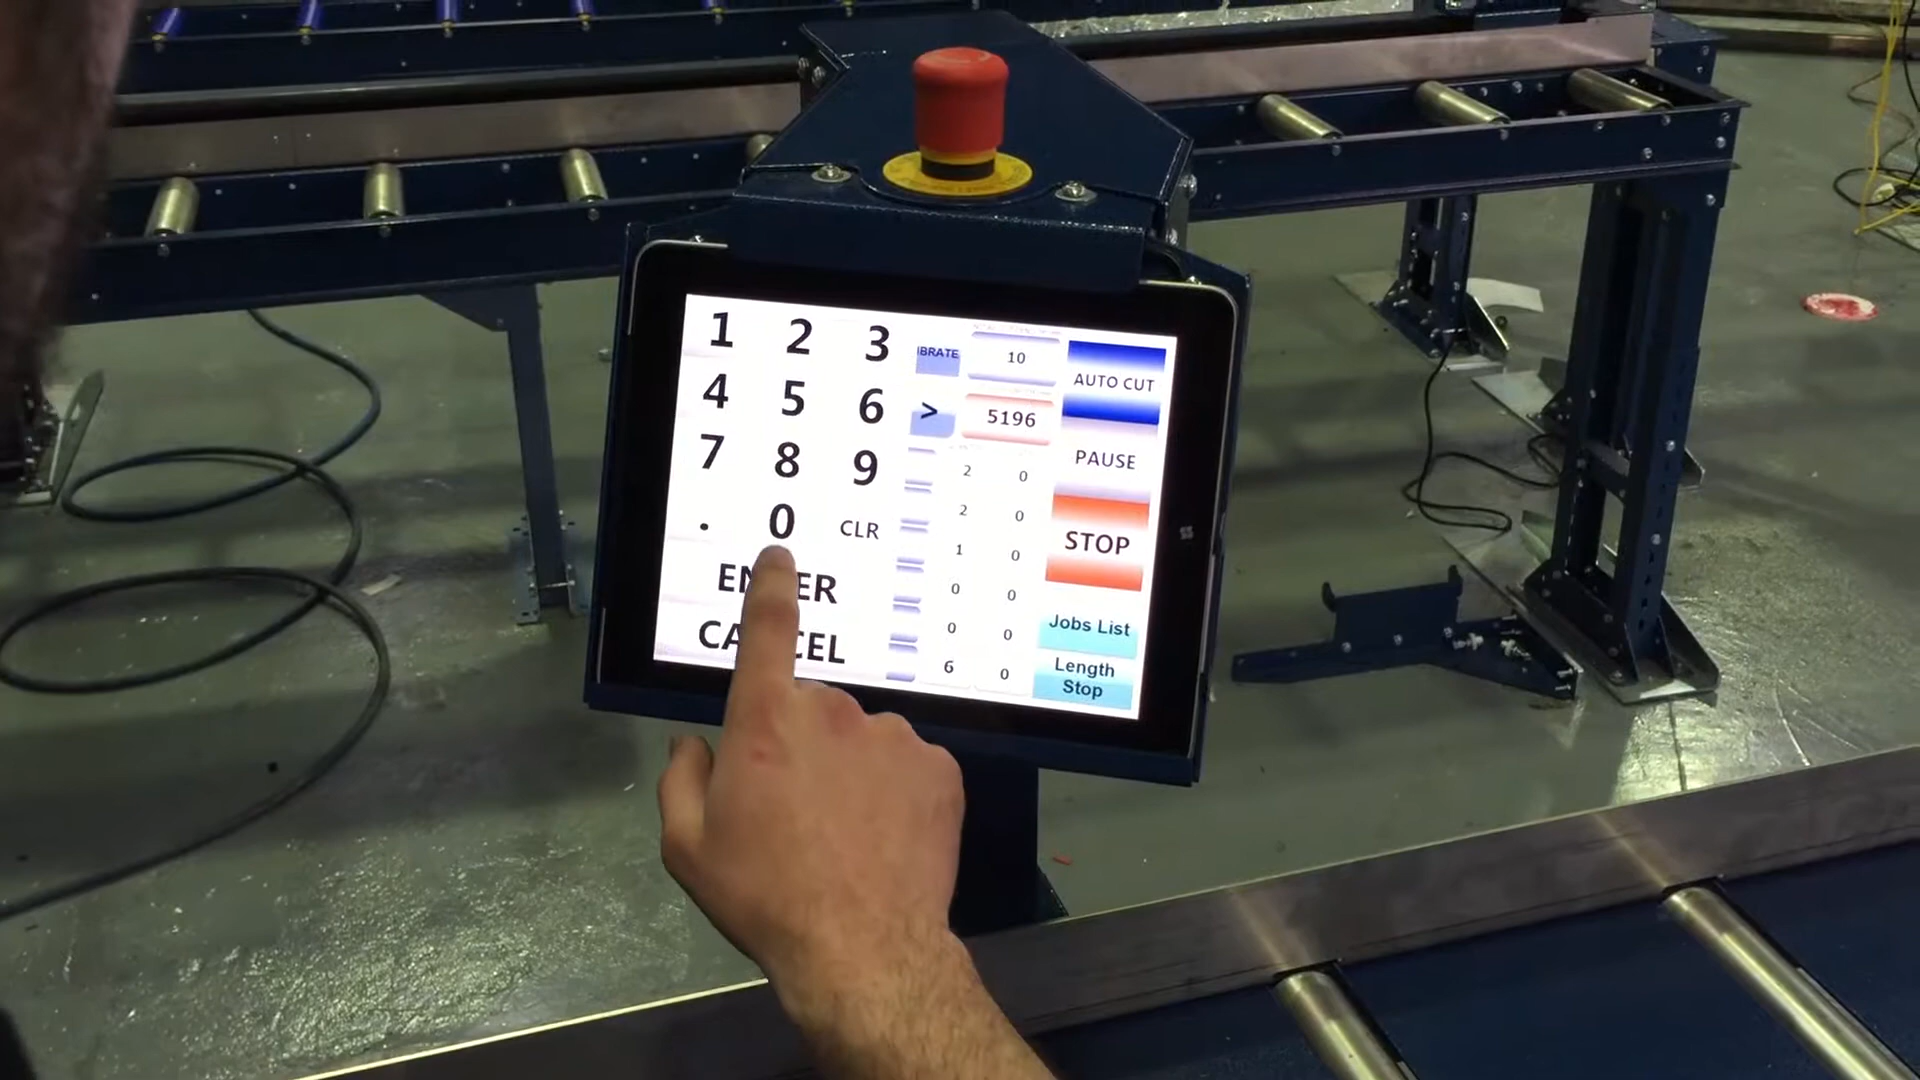 1 2 3
4 5 6
7 8 9
. 0 CLR
CANCEL
IBRATE
>
10
5196
2 0
2 0
1 0
0 0
0 0
6 0
AUTO CUT
PAUSE
STOP
Jobs List
Length
Stop